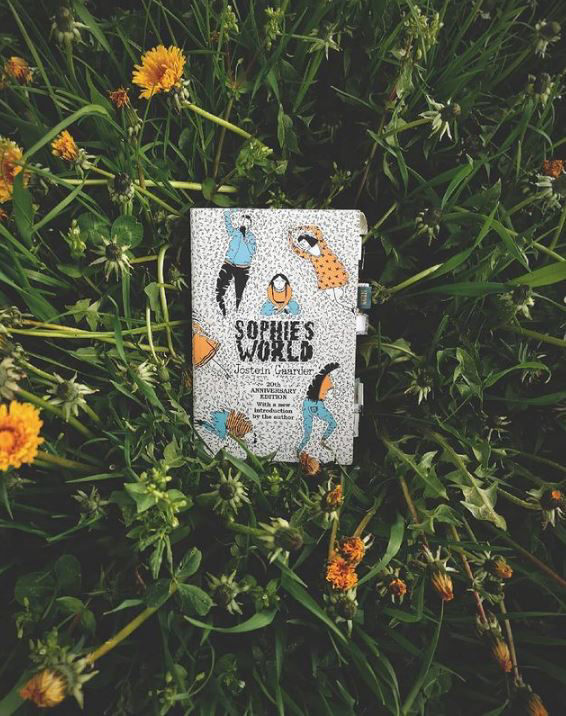 SOPHIE'S
WORLD
Jostein Gaarder
20th
ANNIVERSARY
EDITION
With a new
introduction
by the author